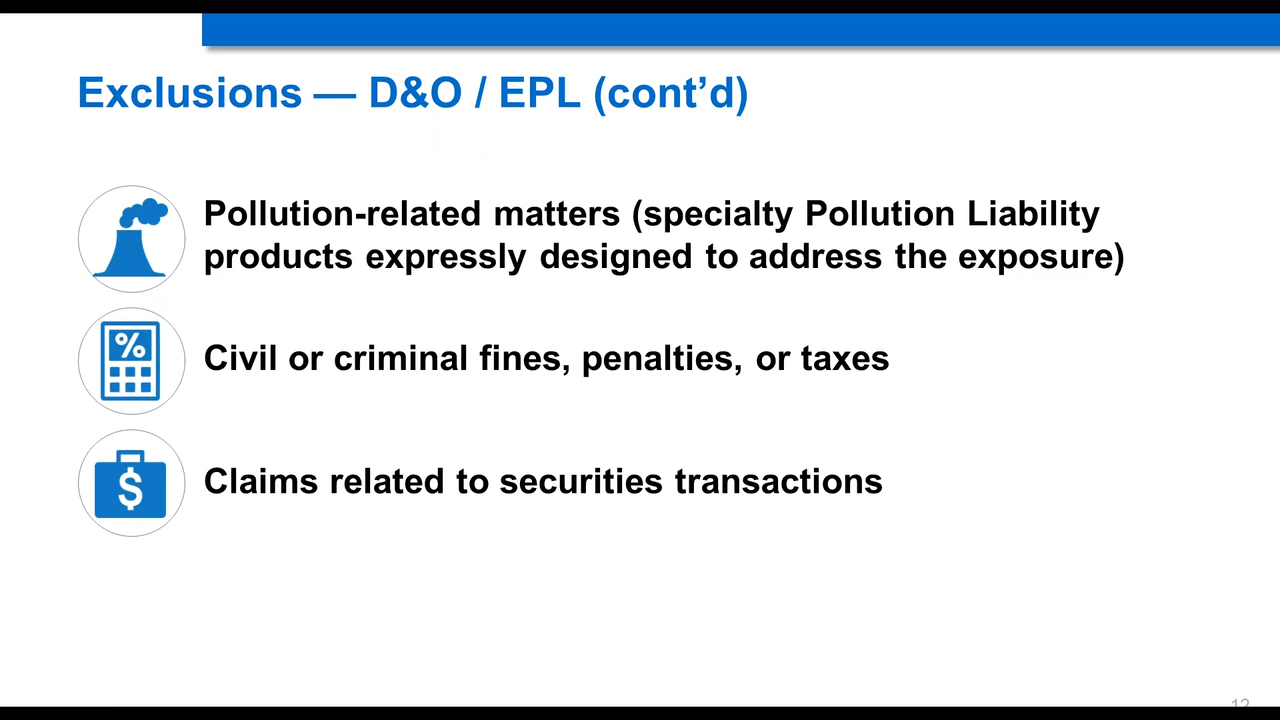 Exclusions — D&O / EPL (cont’d)
Pollution-related matters (specialty Pollution Liability
products expressly designed to address the exposure)
%
Civil or criminal fines, penalties, or taxes
$
Claims related to securities transactions
12